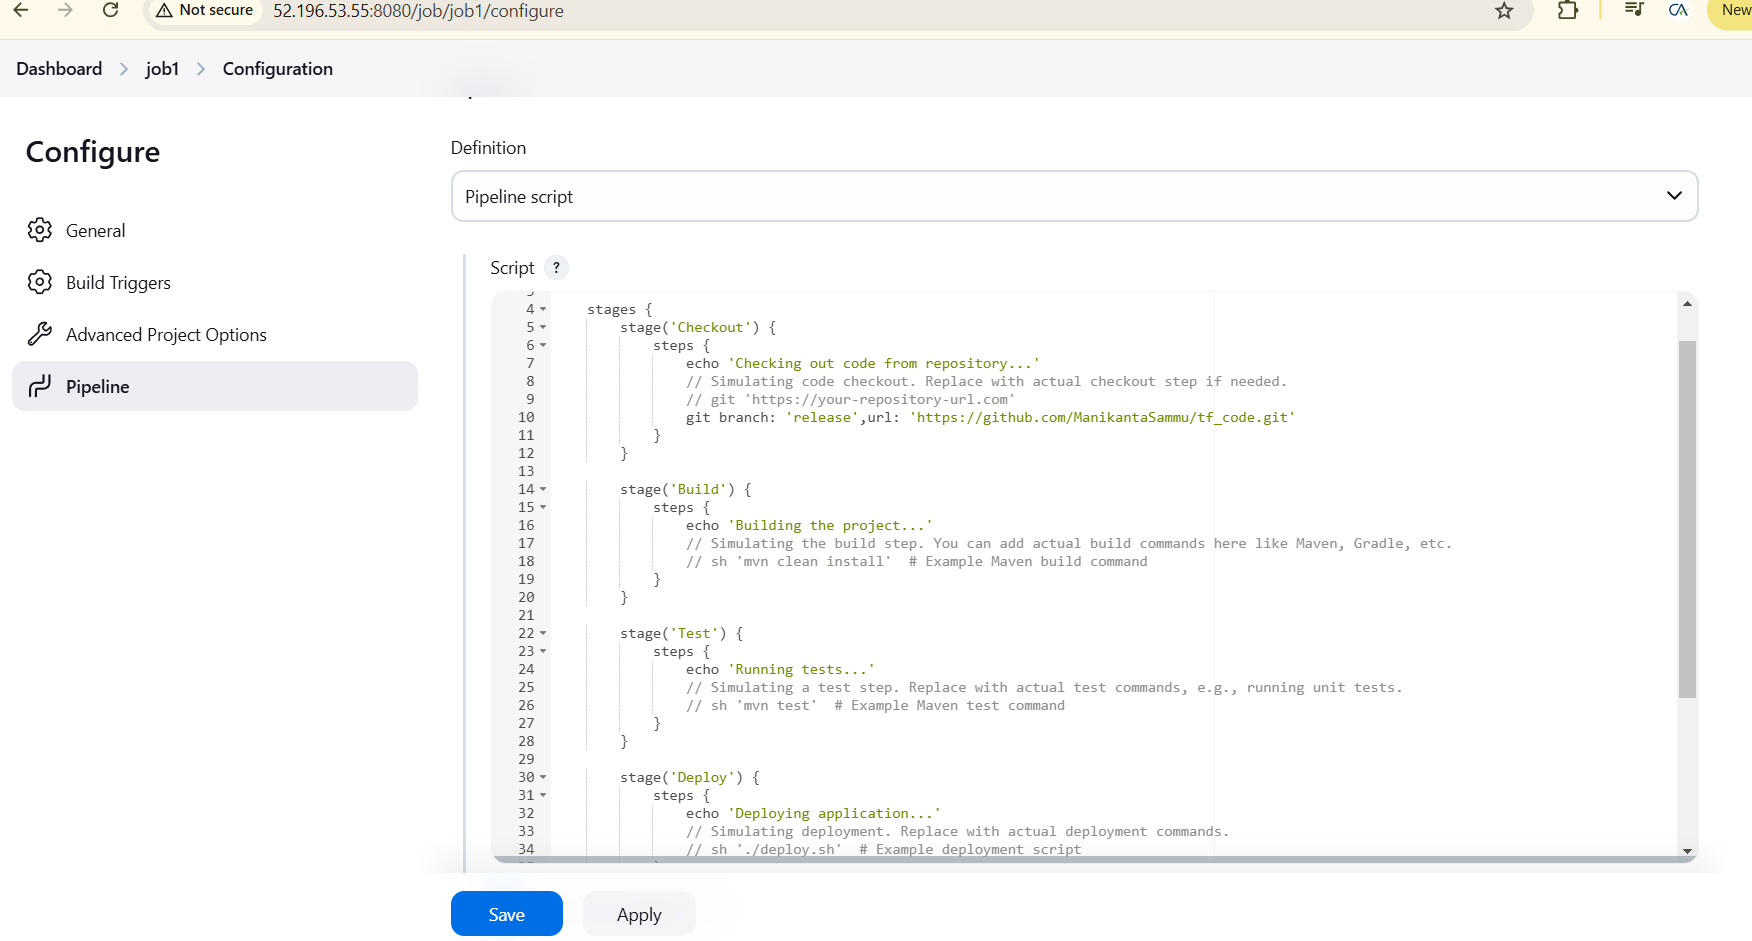 Not secure 52.196.53.55:8080/job/job1/configure New
Dashboard > job1 > Configuration
Configure
General
Build Triggers
Advanced Project Options
Pipeline
Definition
Pipeline script
Script ?
4 stages {
5 stage('Checkout') {
6 steps {
7 echo 'Checking out code from repository...'
8 // Simulating code checkout. Replace with actual checkout step if needed.
9 // git 'https://your-repository-url.com'
10 git branch: 'release',url: 'https://github.com/ManikantaSammu/tf_code.git'
11 }
12 }
13
14 stage('Build') {
15 steps {
16 echo 'Building the project...'
17 // Simulating the build step. You can add actual build commands here like Maven, Gradle, etc.
18 // sh 'mvn clean install'  # Example Maven build command
19 }
20 }
21
22 stage('Test') {
23 steps {
24 echo 'Running tests...'
25 // Simulating a test step. Replace with actual test commands, e.g., running unit tests.
26 // sh 'mvn test'  # Example Maven test command
27 }
28 }
29
30 stage('Deploy') {
31 steps {
32 echo 'Deploying application...'
33 // Simulating deployment. Replace with actual deployment commands.
34 // sh './deploy.sh'  # Example deployment script
Save Apply